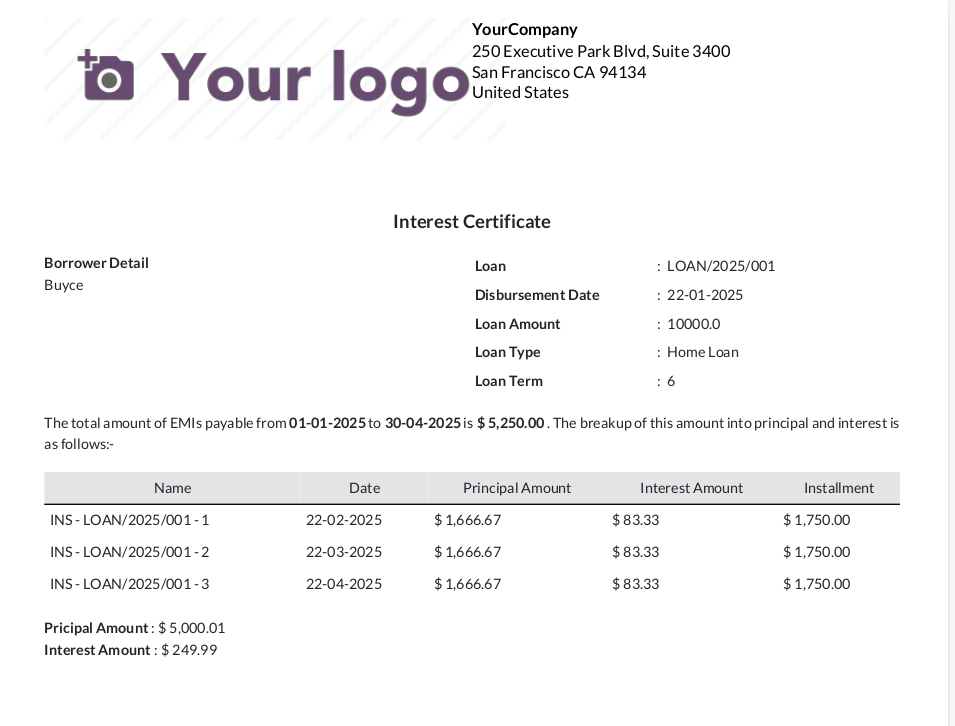 Your logo
YourCompany
250 Executive Park Blvd, Suite 3400
San Francisco CA 94134
United States
Interest Certificate
Borrower Detail
Buyce
Loan : LOAN/2025/001
Disbursement Date : 22-01-2025
Loan Amount : 10000.0
Loan Type : Home Loan
Loan Term : 6
The total amount of EMIs payable from 01-01-2025 to 30-04-2025 is $ 5,250.00 . The breakup of this amount into principal and interest is
as follows:-
Name Date Principal Amount Interest Amount Installment
INS - LOAN/2025/001 - 1 22-02-2025 $ 1,666.67 $ 83.33 $ 1,750.00
INS - LOAN/2025/001 - 2 22-03-2025 $ 1,666.67 $ 83.33 $ 1,750.00
INS - LOAN/2025/001 - 3 22-04-2025 $ 1,666.67 $ 83.33 $ 1,750.00
Pricipal Amount : $ 5,000.01
Interest Amount : $ 249.99